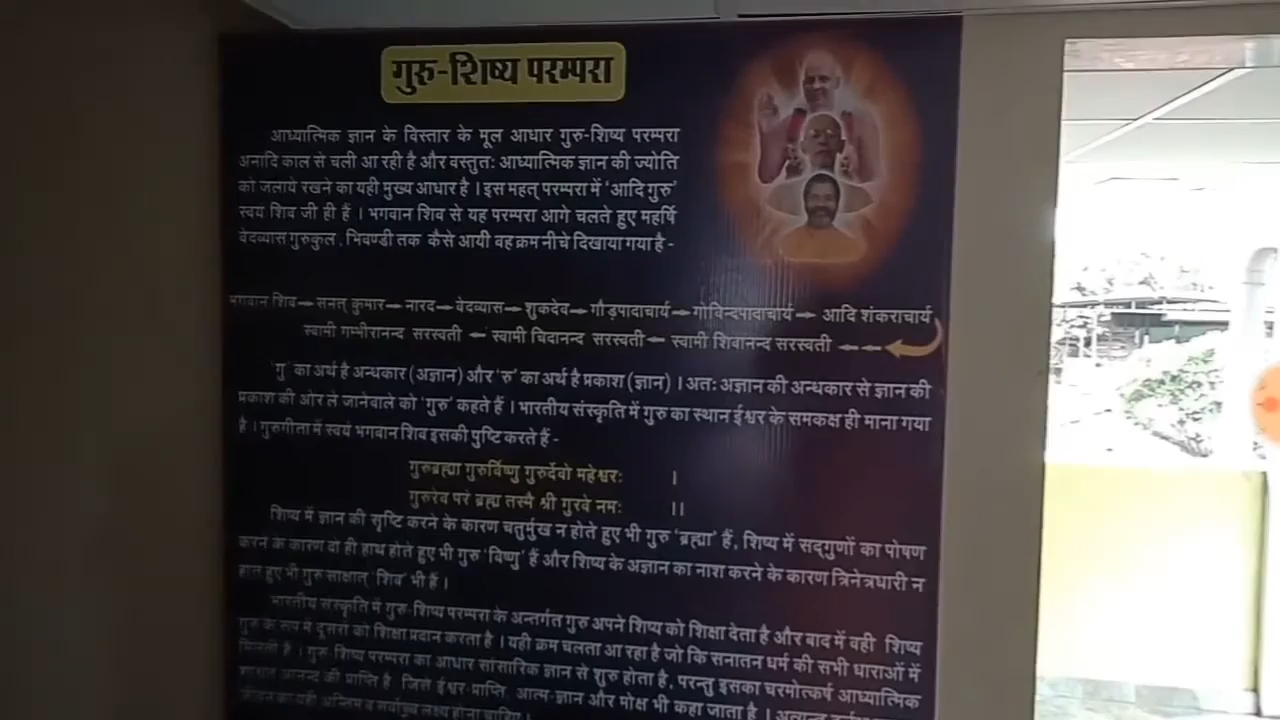 गुरु-शिष्य परम्परा
आध्यात्मिक ज्ञान के विस्तार के मूल आधार गुरु-शिष्य परम्परा
अनादि काल से चली आ रही है और वस्तुतः आध्यात्मिक ज्ञान की ज्योति
को जलाये रखने का यही मुख्य आधार है । इस महत् परम्परा में 'आदि गुरु'
स्वयं शिव जी ही हैं । भगवान शिव से यह परम्परा आगे चलते हुए महर्षि
वेदव्यास गुरुकुल, भिवण्डी तक कैसे आयी वह क्रम नीचे दिखाया गया है -
भगवान शिव→सनत् कुमार→नारद→वेदव्यास→शुकदेव→गौड़पादाचार्य→गोविन्दपादाचार्य→ आदि शंकराचार्य
स्वामी गम्भीरानन्द सरस्वती ← स्वामी चिदानन्द सरस्वती← स्वामी शिवानन्द सरस्वती ←←
'गु' का अर्थ है अन्धकार (अज्ञान) और 'रु' का अर्थ है प्रकाश (ज्ञान) । अतः अज्ञान की अन्धकार से ज्ञान की
प्रकाश की ओर ले जानेवाले को 'गुरु' कहते हैं । भारतीय संस्कृति में गुरु का स्थान ईश्वर के समकक्ष ही माना गया
है । गुरुगीता में स्वयं भगवान शिव इसकी पुष्टि करते हैं -
गुरुब्रह्मा गुरुर्विष्णु गुरुर्देवो महेश्वरः ।
गुरुरेव परं ब्रह्म तस्मै श्री गुरवे नमः ।।
शिष्य में ज्ञान की सृष्टि करने के कारण चतुर्मुख न होते हुए भी गुरु 'ब्रह्मा' हैं, शिष्य में सद्‌गुणों का पोषण
करने के कारण दो ही हाथ होते हुए भी गुरु 'विष्णु' हैं और शिष्य के अज्ञान का नाश करने के कारण त्रिनेत्रधारी न
होते हुए भी गुरु साक्षात् 'शिव' भी हैं ।
भारतीय संस्कृति में गुरु-शिष्य परम्परा के अन्तर्गत गुरु अपने शिष्य को शिक्षा देता है और बाद में वही शिष्य
गुरु के रूप में दूसरों को शिक्षा प्रदान करता है । यही क्रम चलता आ रहा है जो कि सनातन धर्म की सभी धाराओं में
मिलती है । गुरु-शिष्य परम्परा का आधार सांसारिक ज्ञान से शुरु होता है, परन्तु इसका चरमोत्कर्ष आध्यात्मिक
आनन्द की प्राप्ति है, जिसे ईश्वर-प्राप्ति, आत्म-ज्ञान और मोक्ष भी कहा जाता है ।